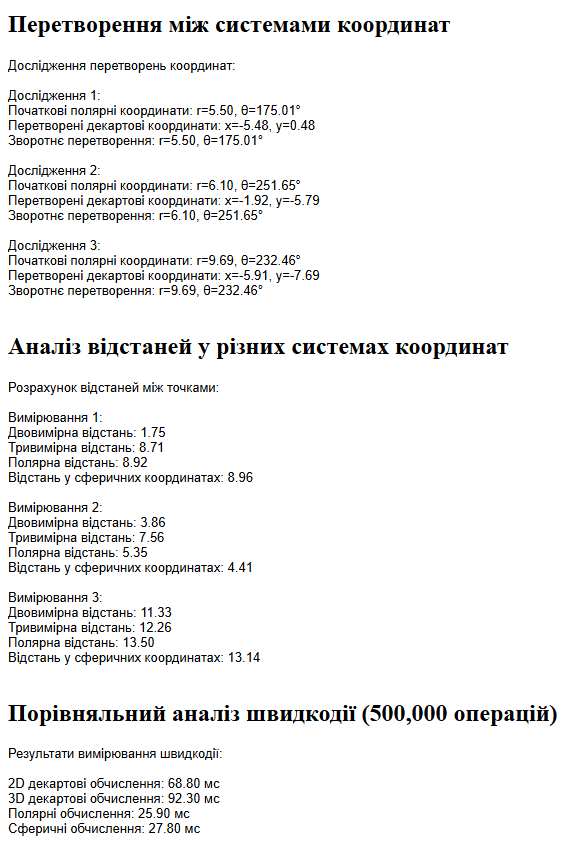 Перетворення між системами координат
Дослідження перетворень координат:
Дослідження 1:
Початкові полярні координати: r=5.50, θ=175.01°
Перетворені декартові координати: x=-5.48, y=0.48
Зворотнє перетворення: r=5.50, θ=175.01°
Дослідження 2:
Початкові полярні координати: r=6.10, θ=251.65°
Перетворені декартові координати: x=-1.92, y=-5.79
Зворотнє перетворення: r=6.10, θ=251.65°
Дослідження 3:
Початкові полярні координати: r=9.69, θ=232.46°
Перетворені декартові координати: x=-5.91, y=-7.69
Зворотнє перетворення: r=9.69, θ=232.46°
Аналіз відстаней у різних системах координат
Розрахунок відстаней між точками:
Вимірювання 1:
Двовимірна відстань: 1.75
Тривимірна відстань: 8.71
Полярна відстань: 8.92
Відстань у сферичних координатах: 8.96
Вимірювання 2:
Двовимірна відстань: 3.86
Тривимірна відстань: 7.56
Полярна відстань: 5.35
Відстань у сферичних координатах: 4.41
Вимірювання 3:
Двовимірна відстань: 11.33
Тривимірна відстань: 12.26
Полярна відстань: 13.50
Відстань у сферичних координатах: 13.14
Порівняльний аналіз швидкодії (500,000 операцій)
Результати вимірювання швидкодії:
2D декартові обчислення: 68.80 мс
3D декартові обчислення: 92.30 мс
Полярні обчислення: 25.90 мс
Сферичні обчислення: 27.80 мс